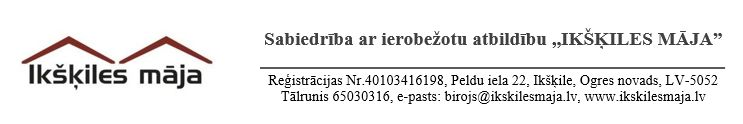 Ikšķiles māja
Sabiedrība ar ierobežotu atbildību „IKŠĶILES MĀJA”
Reģistrācijas Nr.40103416198, Peldu iela 22, Ikšķile, Ogres novads, LV-5052
Tālrunis 65030316, e-pasts: birojs@ikskilesmaja.lv, www.ikskilesmaja.lv